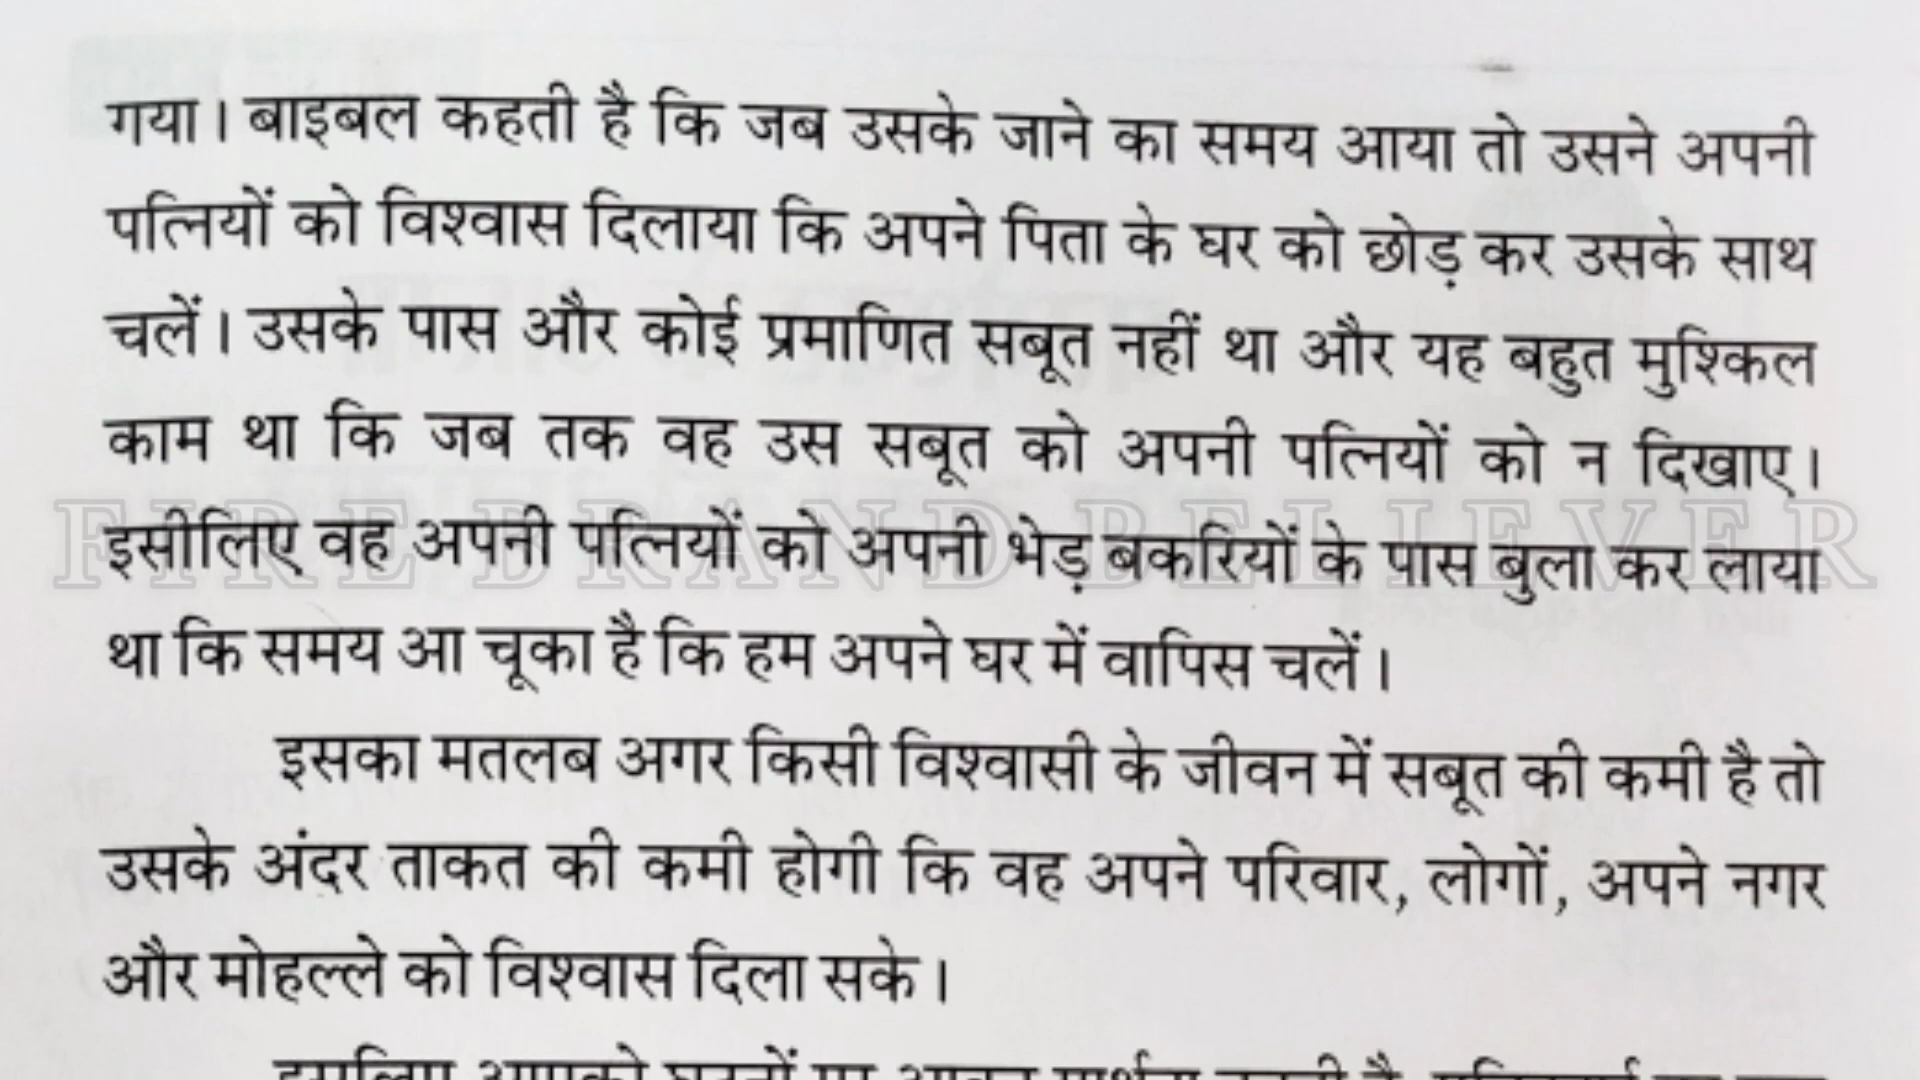 गया। बाइबल कहती है कि जब उसके जाने का समय आया तो उसने अपनी
पत्नियों को विश्वास दिलाया कि अपने पिता के घर को छोड़ कर उसके साथ
चलें। उसके पास और कोई प्रमाणित सबूत नहीं था और यह बहुत मुश्किल
काम था कि जब तक वह उस सबूत को अपनी पत्नियों को न दिखाए।
FIRE BRAND BELIEVER
इसीलिए वह अपनी पत्नियों को अपनी भेड़ बकरियों के पास बुला कर लाया
था कि समय आ चूका है कि हम अपने घर में वापिस चलें।
इसका मतलब अगर किसी विश्वासी के जीवन में सबूत की कमी है तो
उसके अंदर ताकत की कमी होगी कि वह अपने परिवार, लोगों, अपने नगर
और मोहल्ले को विश्वास दिला सके।